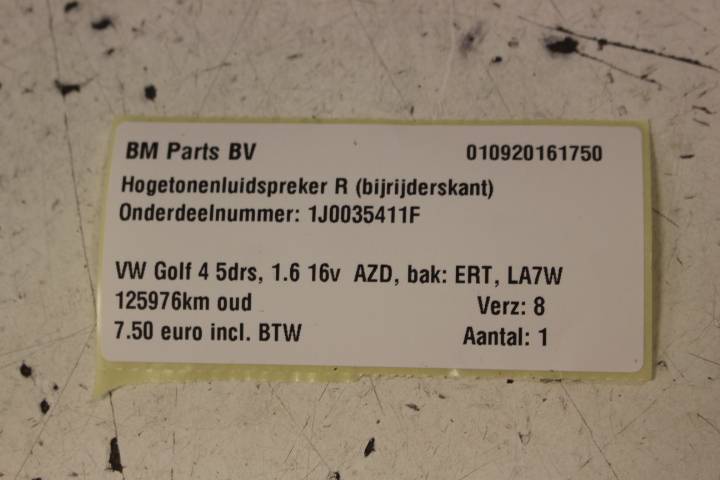 BM Parts BV 010920161750
Hogetonenluidspreker R (bijrijderskant)
Onderdeelnummer: 1J0035411F
VW Golf 4 5drs, 1.6 16v AZD, bak: ERT, LA7W
125976km oud Verz: 8
7.50 euro incl. BTW Aantal: 1